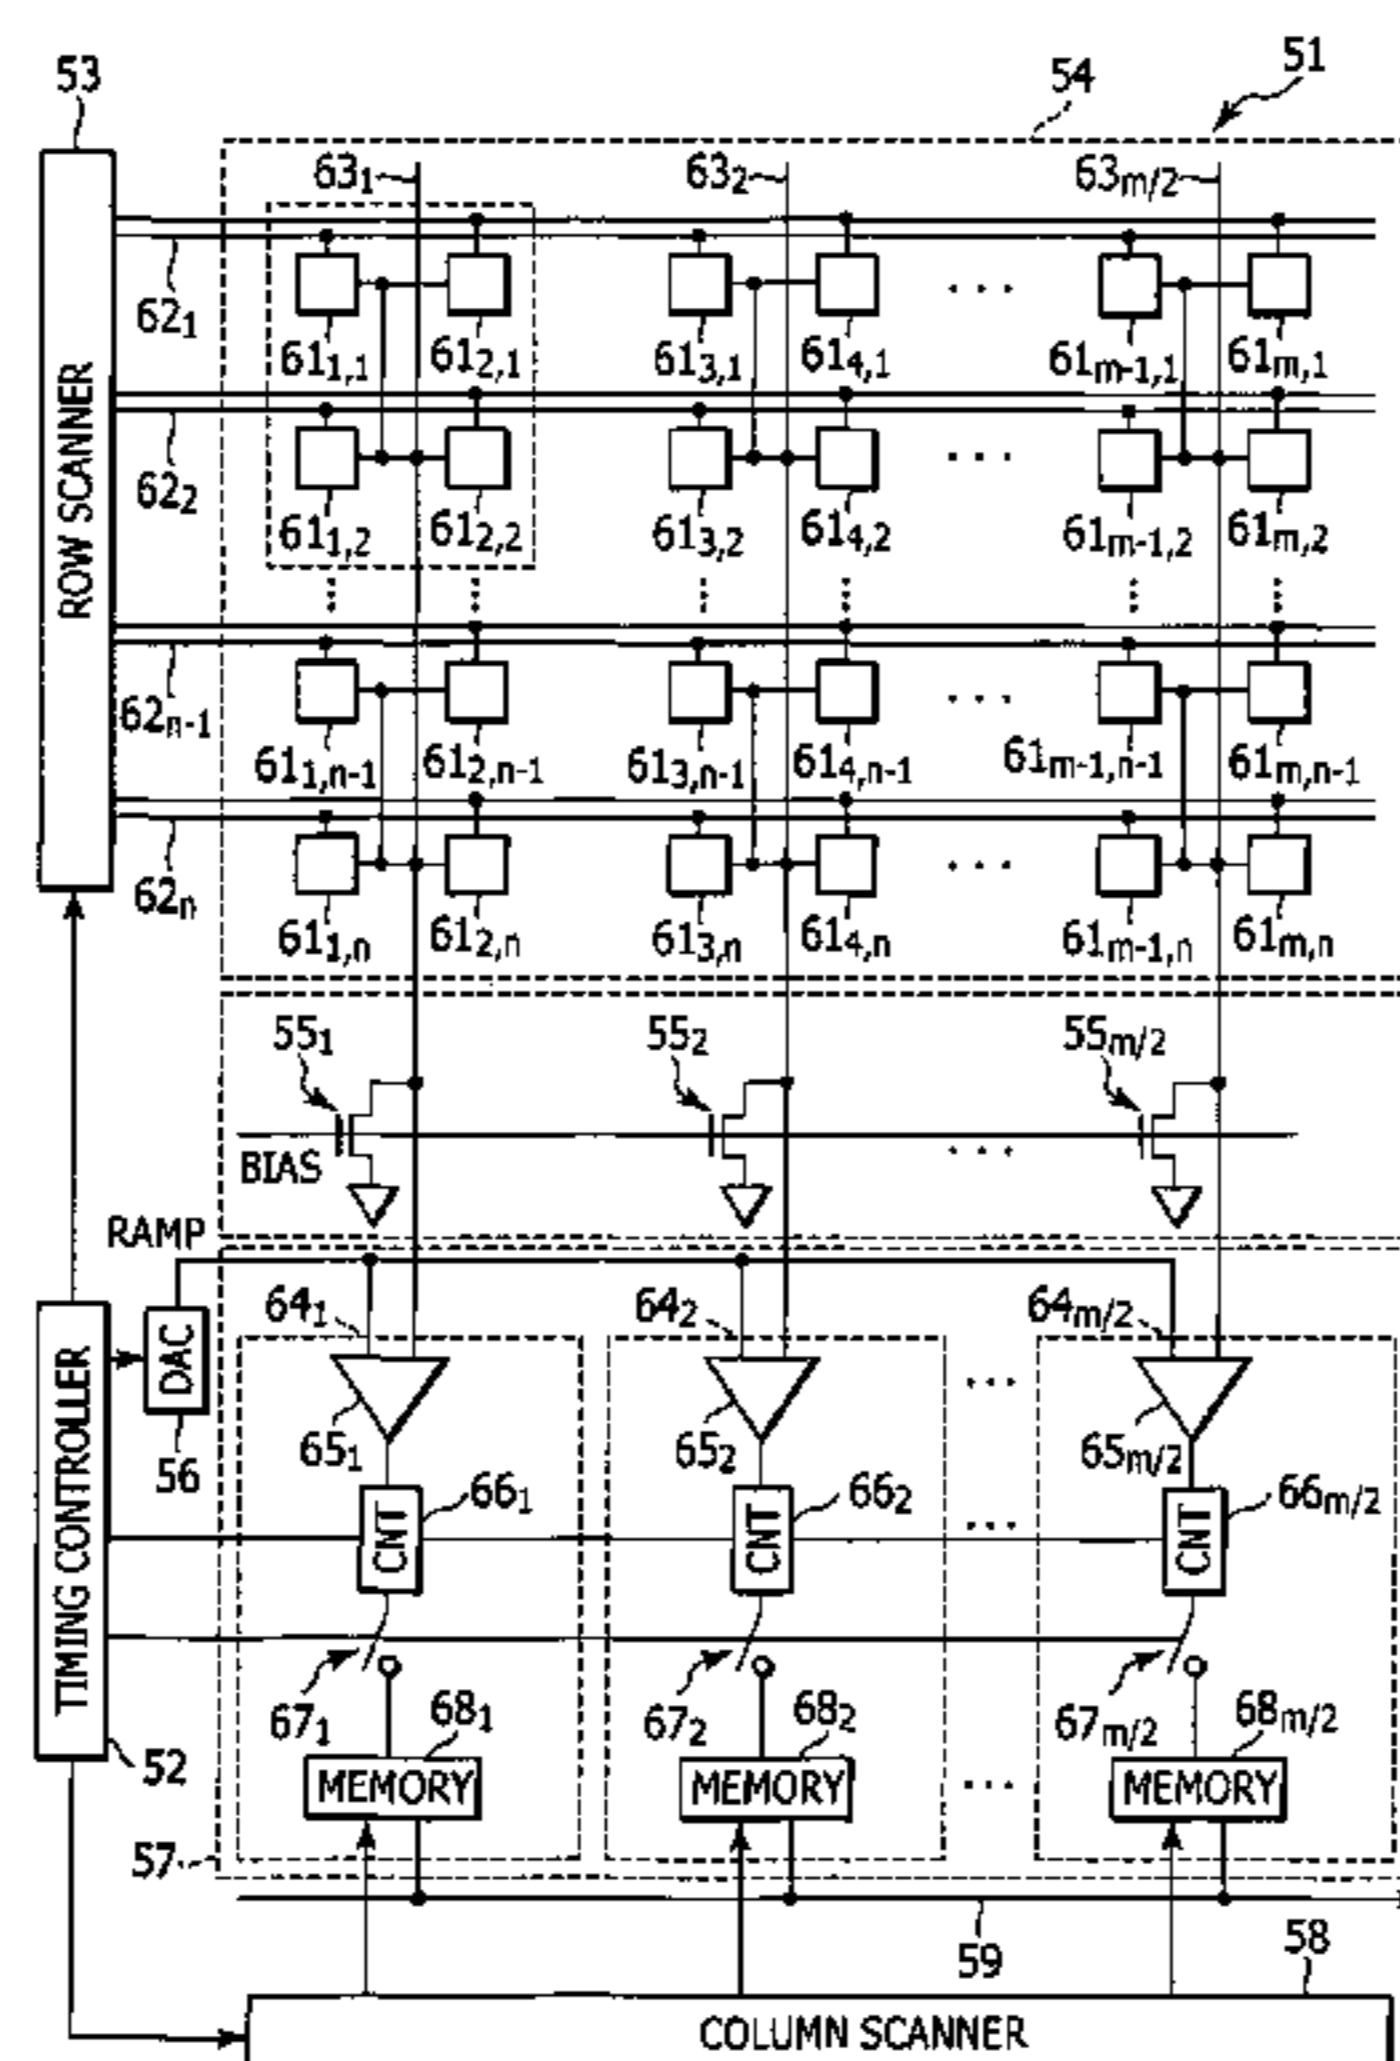 53
54
51
63₁
63₂
63m/2
62₁
61₁,₁
61₂,₁
61₃,₁
61₄,₁
. . .
61m-1,1
61m,1
ROW SCANNER
62₂
61₁,₂
61₂,₂
61₃,₂
61₄,₂
. . .
61m-1,2
61m,2
62n-1
61₁,n-1
61₂,n-1
61₃,n-1
61₄,n-1
. . .
61m-1,n-1
61m,n-1
62n
61₁,n
61₂,n
61₃,n
61₄,n
. . .
61m-1,n
61m,n
55₁
55₂
55m/2
BIAS
. . .
RAMP
64₁
64₂
64m/2
DAC
56
65₁
65₂
. . .
65m/2
TIMING CONTROLLER
CNT
66₁
CNT
66₂
. . .
CNT
66m/2
67₁
67₂
67m/2
68₁
68₂
68m/2
52
MEMORY
MEMORY
. . .
MEMORY
57
59
58
COLUMN SCANNER